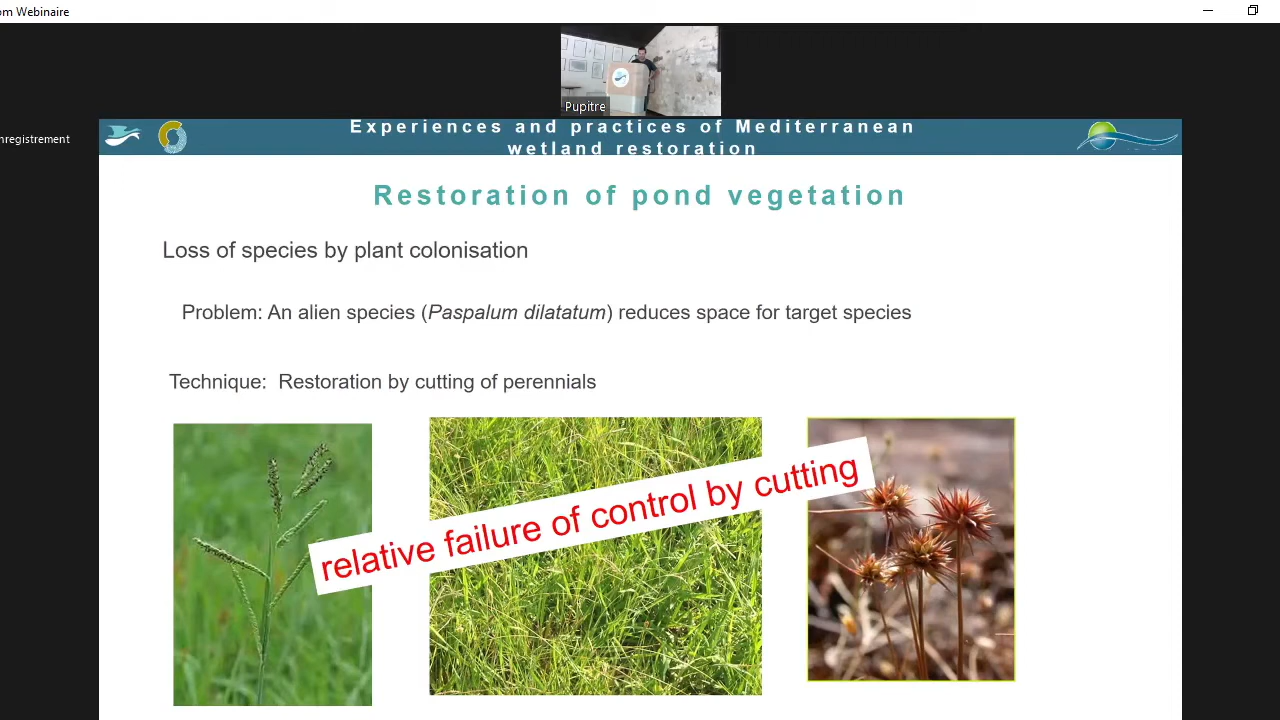 om Webinaire
Pupitre
nregistrement
Experiences and practices of Mediterranean
wetland restoration
Restoration of pond vegetation
Loss of species by plant colonisation
Problem: An alien species (Paspalum dilatatum) reduces space for target species
Technique: Restoration by cutting of perennials
relative failure of control by cutting